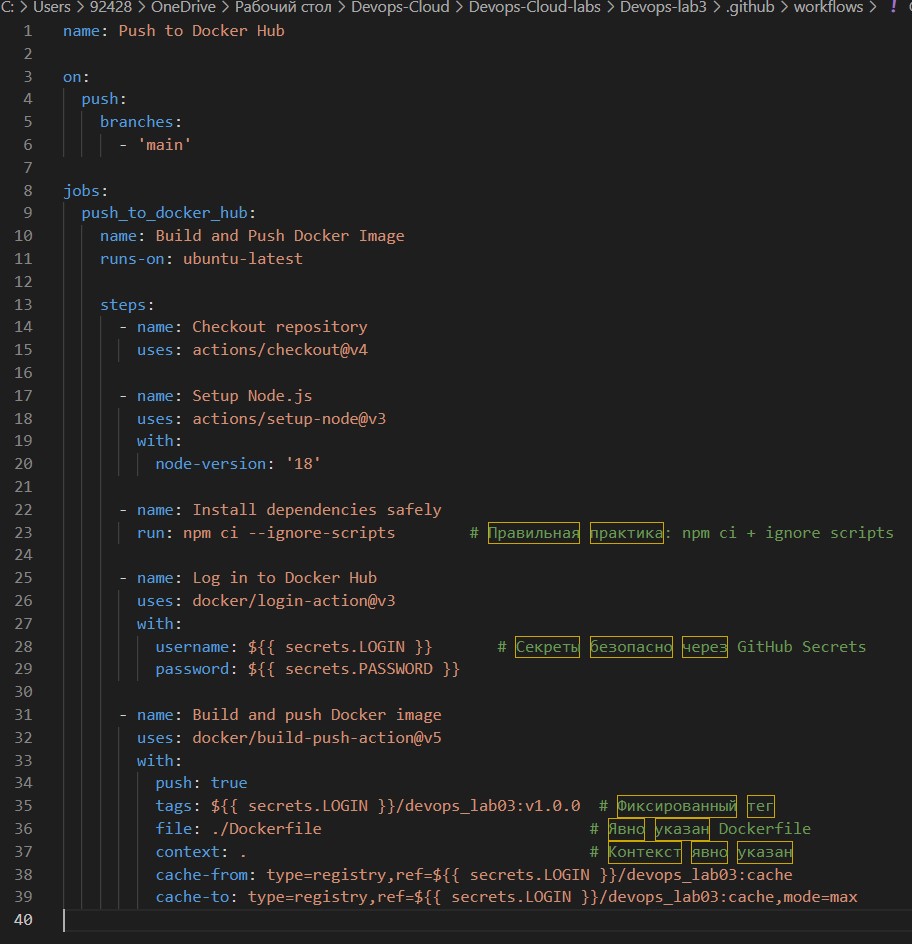 C: > Users > 92428 > OneDrive > Рабочий стол > Devops-Cloud > Devops-Cloud-labs > Devops-lab3 > .github > workflows > !
1 name: Push to Docker Hub
2
3 on:
4 push:
5 branches:
6 - 'main'
7
8 jobs:
9 push_to_docker_hub:
10 name: Build and Push Docker Image
11 runs-on: ubuntu-latest
12
13 steps:
14 - name: Checkout repository
15 uses: actions/checkout@v4
16
17 - name: Setup Node.js
18 uses: actions/setup-node@v3
19 with:
20 node-version: '18'
21
22 - name: Install dependencies safely
23 run: npm ci --ignore-scripts # Правильная практика: npm ci + ignore scripts
24
25 - name: Log in to Docker Hub
26 uses: docker/login-action@v3
27 with:
28 username: ${{ secrets.LOGIN }} # Секреты безопасно через GitHub Secrets
29 password: ${{ secrets.PASSWORD }}
30
31 - name: Build and push Docker image
32 uses: docker/build-push-action@v5
33 with:
34 push: true
35 tags: ${{ secrets.LOGIN }}/devops_lab03:v1.0.0 # Фиксированный тег
36 file: ./Dockerfile # Явно указан Dockerfile
37 context: . # Контекст явно указан
38 cache-from: type=registry,ref=${{ secrets.LOGIN }}/devops_lab03:cache
39 cache-to: type=registry,ref=${{ secrets.LOGIN }}/devops_lab03:cache,mode=max
40